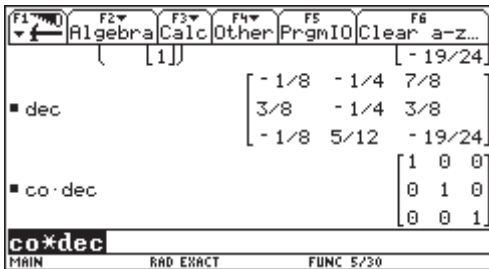 F1 F2 F3 F4 F5 F6
Algebra Calc Other PrgmIO Clear a-z…
[1] -19/24
-1/8 -1/4 7/8
▪ dec 3/8 -1/4 3/8
-1/8 5/12 -19/24
1 0 0
▪ co·dec 0 1 0
0 0 1
co*dec
MAIN RAD EXACT FUNC 5/30